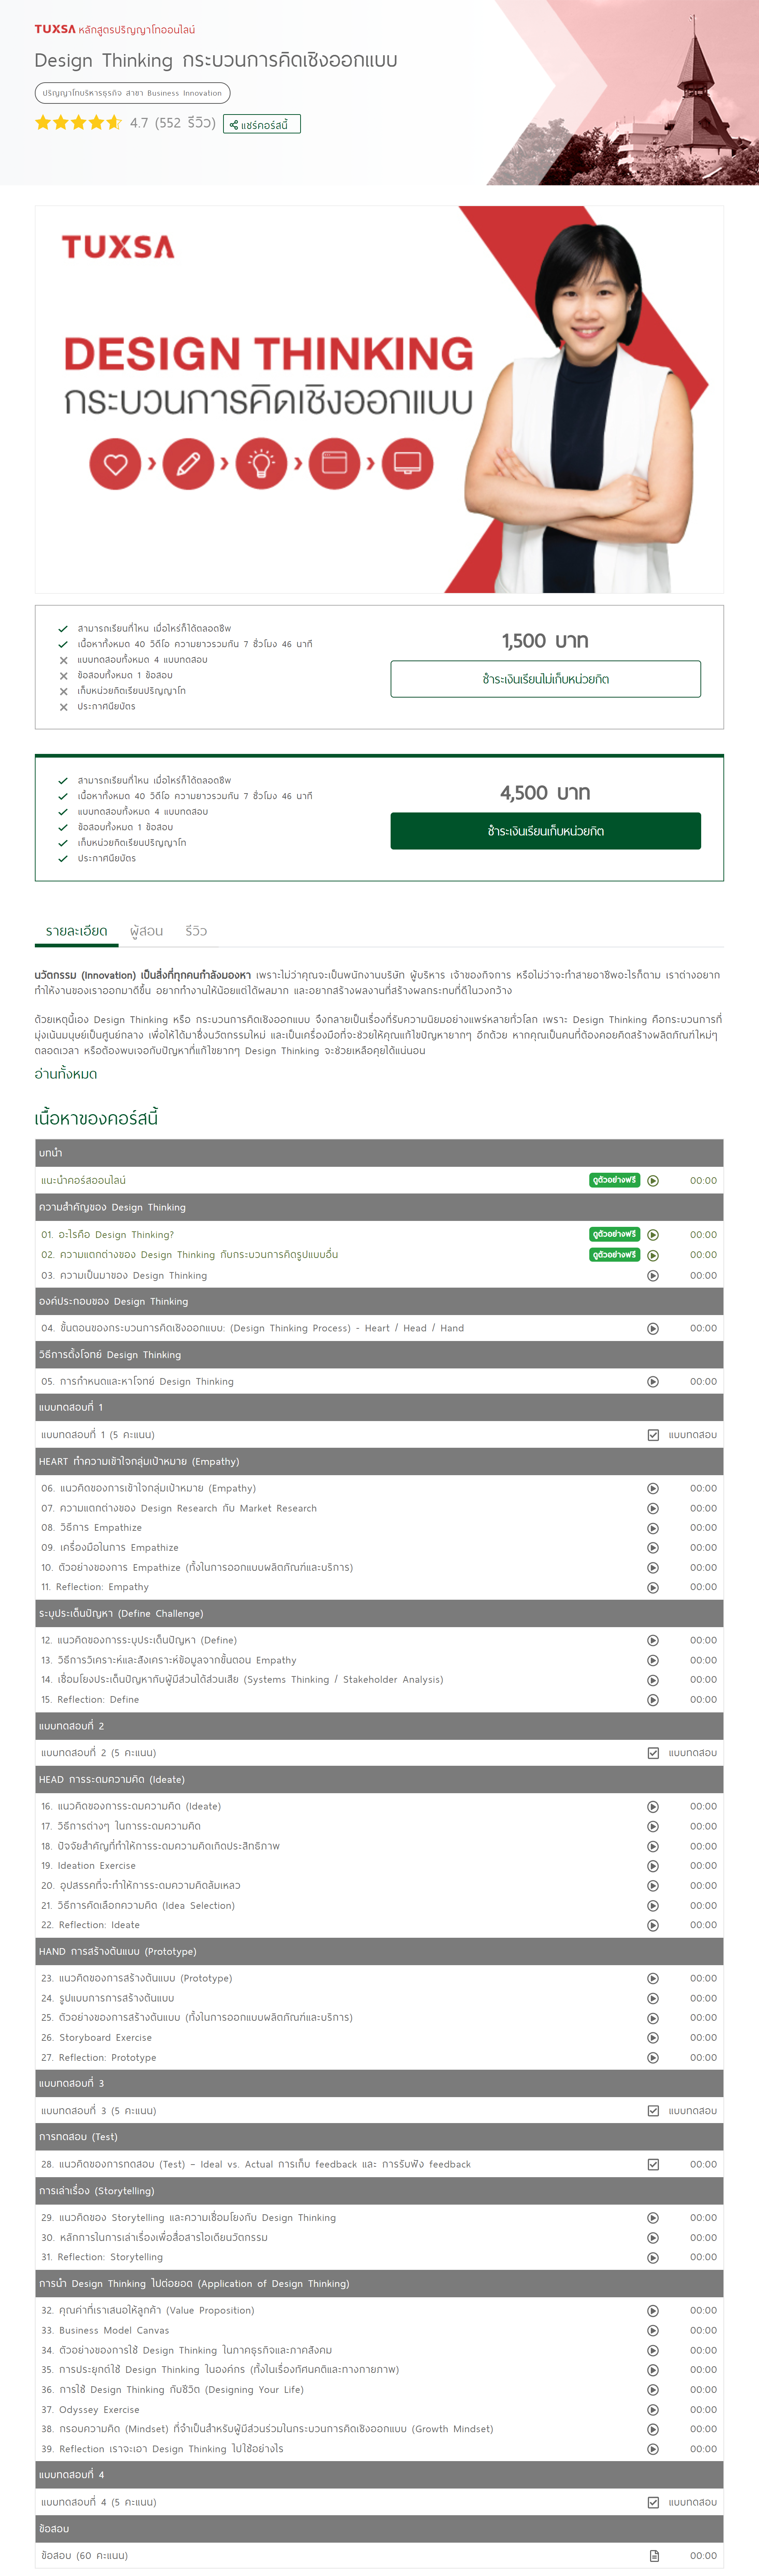 TUXSA หลักสูตรปริญญาโทออนไลน์
Design Thinking กระบวนการคิดเชิงออกแบบ
ปริญญาโทบริหารธุรกิจ สาขา Business Innovation
4.7 (552 รีวิว) แชร์คอร์สนี้
TUXSA
DESIGN THINKING
กระบวนการคิดเชิงออกแบบ
สามารถเรียนที่ไหน เมื่อไหร่ก็ได้ตลอดชีพ
เนื้อหาทั้งหมด 40 วิดีโอ ความยาวรวมกัน 7 ชั่วโมง 46 นาที
แบบทดสอบทั้งหมด 4 แบบทดสอบ
ข้อสอบทั้งหมด 1 ข้อสอบ
เก็บหน่วยกิตเรียนปริญญาโท
ประกาศนียบัตร
1,500 บาท
ชำระเงินเรียนไม่เก็บหน่วยกิต
สามารถเรียนที่ไหน เมื่อไหร่ก็ได้ตลอดชีพ
เนื้อหาทั้งหมด 40 วิดีโอ ความยาวรวมกัน 7 ชั่วโมง 46 นาที
แบบทดสอบทั้งหมด 4 แบบทดสอบ
ข้อสอบทั้งหมด 1 ข้อสอบ
เก็บหน่วยกิตเรียนปริญญาโท
ประกาศนียบัตร
4,500 บาท
ชำระเงินเรียนเก็บหน่วยกิต
รายละเอียด ผู้สอน รีวิว
นวัตกรรม (Innovation) เป็นสิ่งที่ทุกคนกำลังมองหา เพราะไม่ว่าคุณจะเป็นพนักงานบริษัท ผู้บริหาร เจ้าของกิจการ หรือไม่ว่าจะทำสายอาชีพอะไรก็ตาม เราต่างอยาก
ทำให้งานของเราออกมาดีขึ้น อยากทำงานให้น้อยแต่ได้ผลมาก และอยากสร้างผลงานที่สร้างผลกระทบที่ดีในวงกว้าง
ด้วยเหตุนี้เอง Design Thinking หรือ กระบวนการคิดเชิงออกแบบ จึงกลายเป็นเรื่องที่รับความนิยมอย่างแพร่หลายทั่วโลก เพราะ Design Thinking คือกระบวนการที่
มุ่งเน้นมนุษย์เป็นศูนย์กลาง เพื่อให้ได้มาซึ่งนวัตกรรมใหม่ และเป็นเครื่องมือที่จะช่วยให้คุณแก้ไขปัญหายากๆ อีกด้วย หากคุณเป็นคนที่ต้องคอยคิดสร้างผลิตภัณฑ์ใหม่ๆ
ตลอดเวลา หรือต้องพบเจอกับปัญหาที่แก้ไขยากๆ Design Thinking จะช่วยเหลือคุยได้แน่นอน
อ่านทั้งหมด
เนื้อหาของคอร์สนี้
บทนำ
แนะนำคอร์สออนไลน์ ดูตัวอย่างฟรี 00:00
ความสำคัญของ Design Thinking
01. อะไรคือ Design Thinking? ดูตัวอย่างฟรี 00:00
02. ความแตกต่างของ Design Thinking กับกระบวนการคิดรูปแบบอื่น ดูตัวอย่างฟรี 00:00
03. ความเป็นมาของ Design Thinking 00:00
องค์ประกอบของ Design Thinking
04. ขั้นตอนของกระบวนการคิดเชิงออกแบบ: (Design Thinking Process) - Heart / Head / Hand 00:00
วิธีการตั้งโจทย์ Design Thinking
05. การกำหนดและหาโจทย์ Design Thinking 00:00
แบบทดสอบที่ 1
แบบทดสอบที่ 1 (5 คะแนน) แบบทดสอบ
HEART ทำความเข้าใจกลุ่มเป้าหมาย (Empathy)
06. แนวคิดของการเข้าใจกลุ่มเป้าหมาย (Empathy) 00:00
07. ความแตกต่างของ Design Research กับ Market Research 00:00
08. วิธีการ Empathize 00:00
09. เครื่องมือในการ Empathize 00:00
10. ตัวอย่างของการ Empathize (ทั้งในการออกแบบผลิตภัณฑ์และบริการ) 00:00
11. Reflection: Empathy 00:00
ระบุประเด็นปัญหา (Define Challenge)
12. แนวคิดของการระบุประเด็นปัญหา (Define) 00:00
13. วิธีการวิเคราะห์และสังเคราะห์ข้อมูลจากขั้นตอน Empathy 00:00
14. เชื่อมโยงประเด็นปัญหากับผู้มีส่วนได้ส่วนเสีย (Systems Thinking / Stakeholder Analysis) 00:00
15. Reflection: Define 00:00
แบบทดสอบที่ 2
แบบทดสอบที่ 2 (5 คะแนน) แบบทดสอบ
HEAD การระดมความคิด (Ideate)
16. แนวคิดของการระดมความคิด (Ideate) 00:00
17. วิธีการต่างๆ ในการระดมความคิด 00:00
18. ปัจจัยสำคัญที่ทำให้การระดมความคิดเกิดประสิทธิภาพ 00:00
19. Ideation Exercise 00:00
20. อุปสรรคที่จะทำให้การระดมความคิดล้มเหลว 00:00
21. วิธีการคัดเลือกความคิด (Idea Selection) 00:00
22. Reflection: Ideate 00:00
HAND การสร้างต้นแบบ (Prototype)
23. แนวคิดของการสร้างต้นแบบ (Prototype) 00:00
24. รูปแบบการการสร้างต้นแบบ 00:00
25. ตัวอย่างของการสร้างต้นแบบ (ทั้งในการออกแบบผลิตภัณฑ์และบริการ) 00:00
26. Storyboard Exercise 00:00
27. Reflection: Prototype 00:00
แบบทดสอบที่ 3
แบบทดสอบที่ 3 (5 คะแนน) แบบทดสอบ
การทดสอบ (Test)
28. แนวคิดของการทดสอบ (Test) – Ideal vs. Actual การเก็บ feedback และ การรับฟัง feedback 00:00
การเล่าเรื่อง (Storytelling)
29. แนวคิดของ Storytelling และความเชื่อมโยงกับ Design Thinking 00:00
30. หลักการในการเล่าเรื่องเพื่อสื่อสารไอเดียนวัตกรรม 00:00
31. Reflection: Storytelling 00:00
การนำ Design Thinking ไปต่อยอด (Application of Design Thinking)
32. คุณค่าที่เราเสนอให้ลูกค้า (Value Proposition) 00:00
33. Business Model Canvas 00:00
34. ตัวอย่างของการใช้ Design Thinking ในภาคธุรกิจและภาคสังคม 00:00
35. การประยุกต์ใช้ Design Thinking ในองค์กร (ทั้งในเรื่องทัศนคติและทางกายภาพ) 00:00
36. การใช้ Design Thinking กับชีวิต (Designing Your Life) 00:00
37. Odyssey Exercise 00:00
38. กรอบความคิด (Mindset) ที่จำเป็นสำหรับผู้มีส่วนร่วมในกระบวนการคิดเชิงออกแบบ (Growth Mindset) 00:00
39. Reflection เราจะเอา Design Thinking ไปใช้อย่างไร 00:00
แบบทดสอบที่ 4
แบบทดสอบที่ 4 (5 คะแนน) แบบทดสอบ
ข้อสอบ
ข้อสอบ (60 คะแนน) 00:00